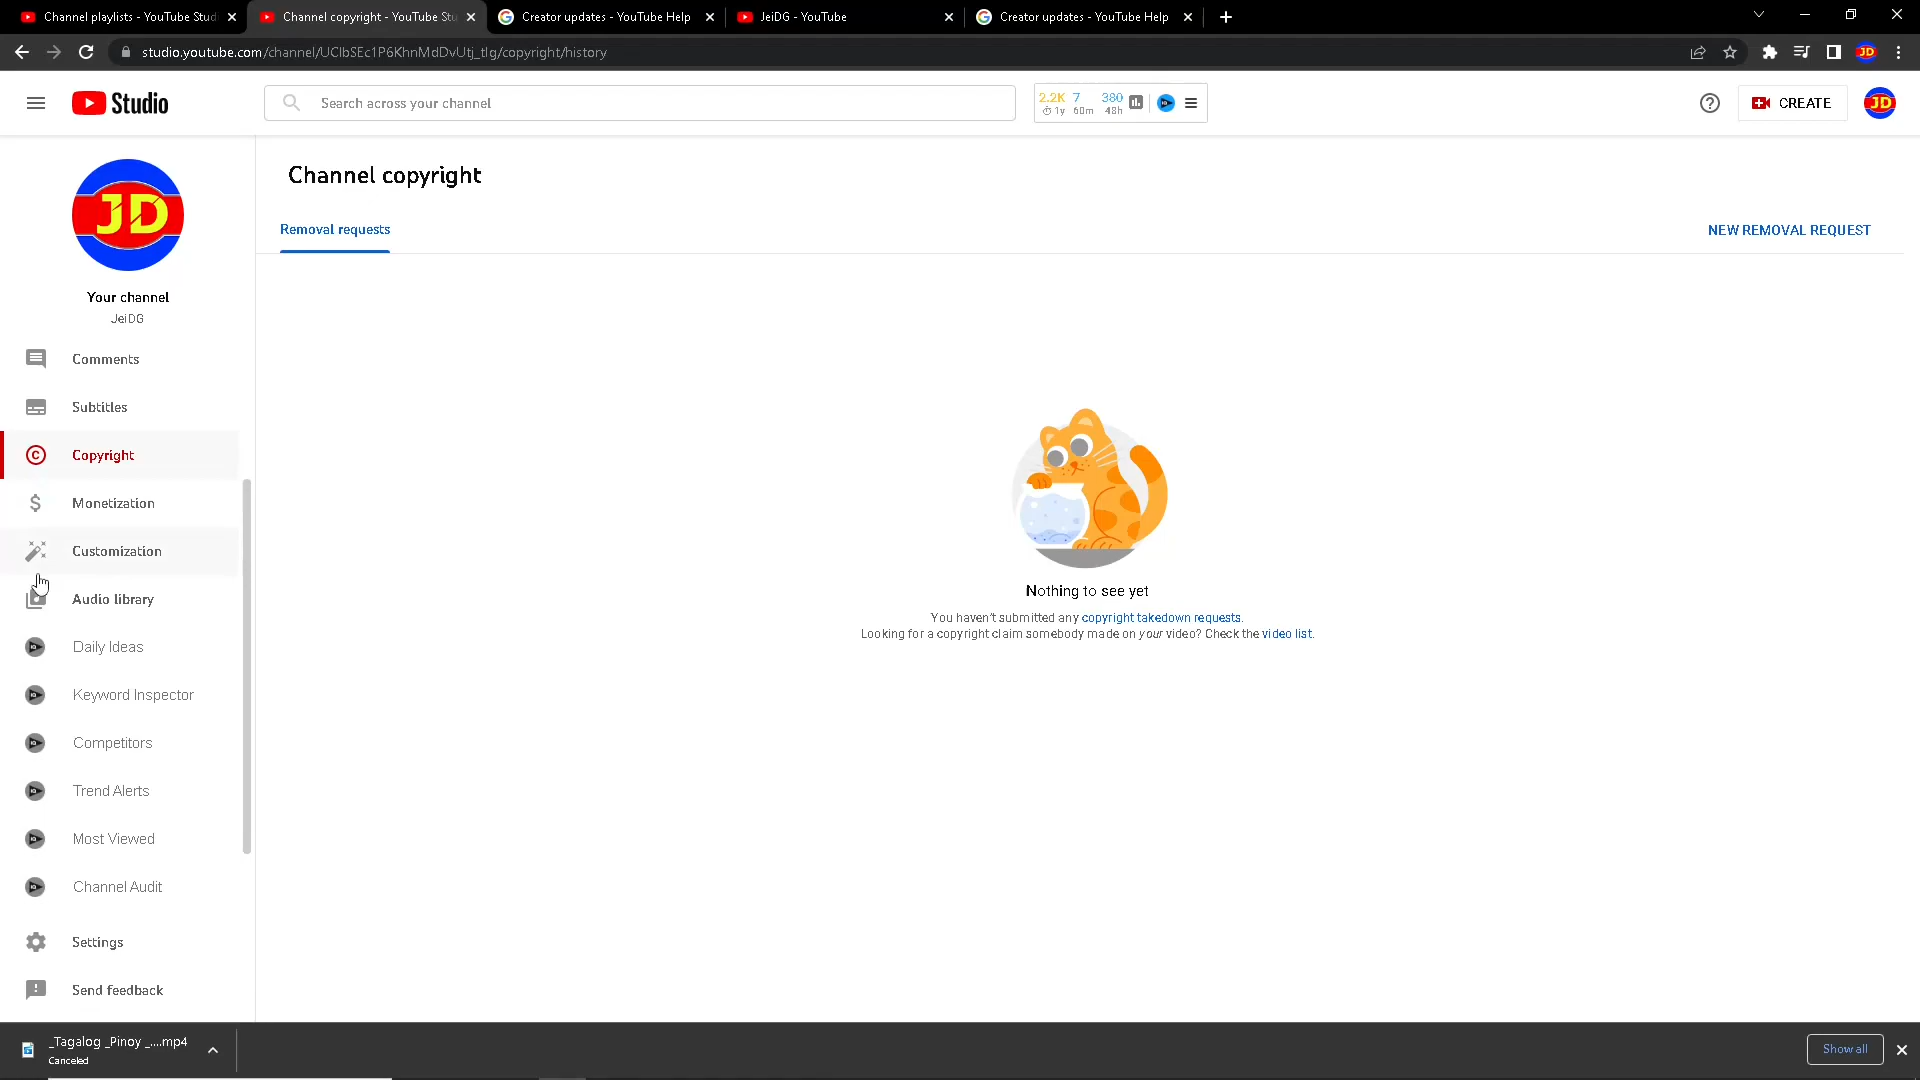 Channel playlists - YouTube Stud
Channel copyright - YouTube Stu
Creator updates - YouTube Help
JeiDG - YouTube
Creator updates - YouTube Help
studio.youtube.com/channel/UClbSEc1P6KhnMdDvUtj_tlg/copyright/history
JD
Studio
Search across your channel
2.2K 7 380
1y 60m 48h
CREATE
JD
JD
Your channel
JeiDG
Comments
Subtitles
Copyright
Monetization
Customization
Audio library
Daily Ideas
Keyword Inspector
Competitors
Trend Alerts
Most Viewed
Channel Audit
Settings
Send feedback
Channel copyright
Removal requests
NEW REMOVAL REQUEST
Nothing to see yet
You haven't submitted any copyright takedown requests.
Looking for a copyright claim somebody made on your video? Check the video list.
_Tagalog _Pinoy _....mp4
Canceled
Show all